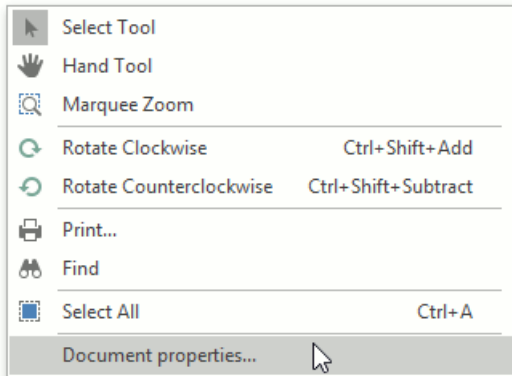 Select Tool
Hand Tool
Marquee Zoom
Rotate Clockwise Ctrl+Shift+Add
Rotate Counterclockwise Ctrl+Shift+Subtract
Print...
Find
Select All Ctrl+A
Document properties...